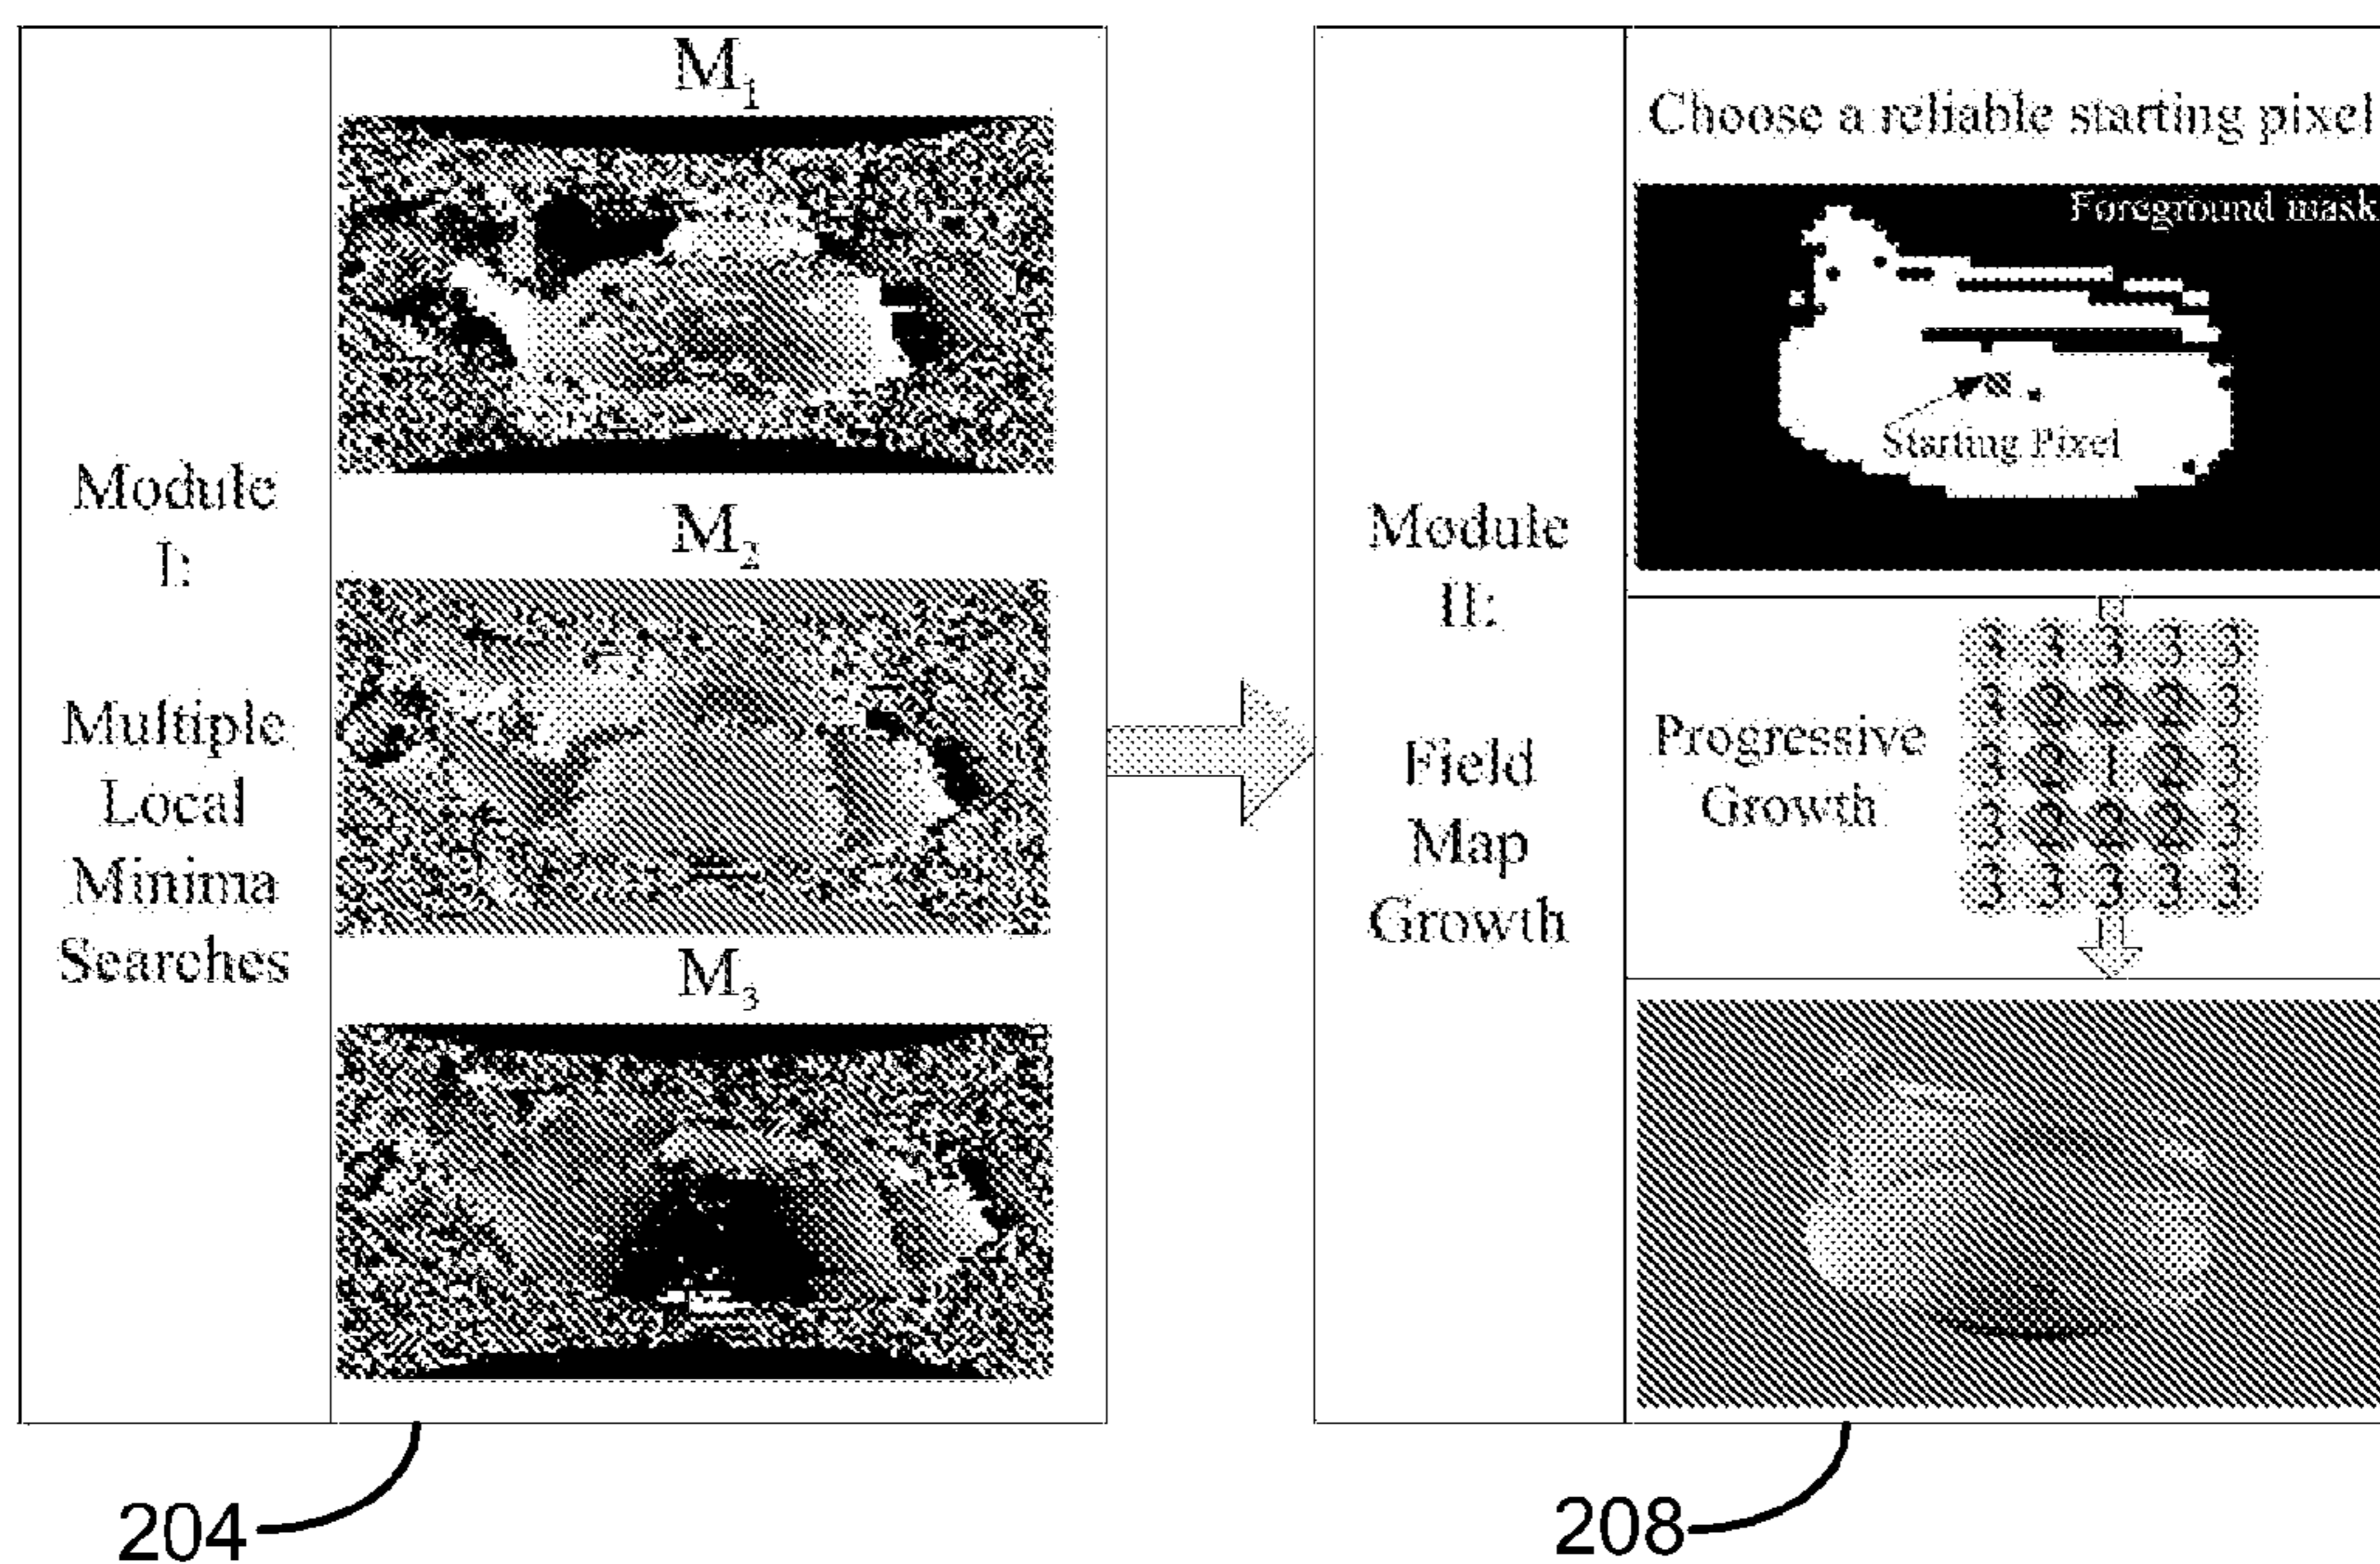 Module
I:
Multiple
Local
Minima
Searches
M1
M2
M3
204
Module
II:
Field
Map
Growth
Choose a reliable starting pixel
Foreground mask
Starting Pixel
Progressive
Growth
3 3 3 3 3
3 2 2 2 3
3 2 1 2 3
3 2 2 2 3
3 3 3 3 3
208